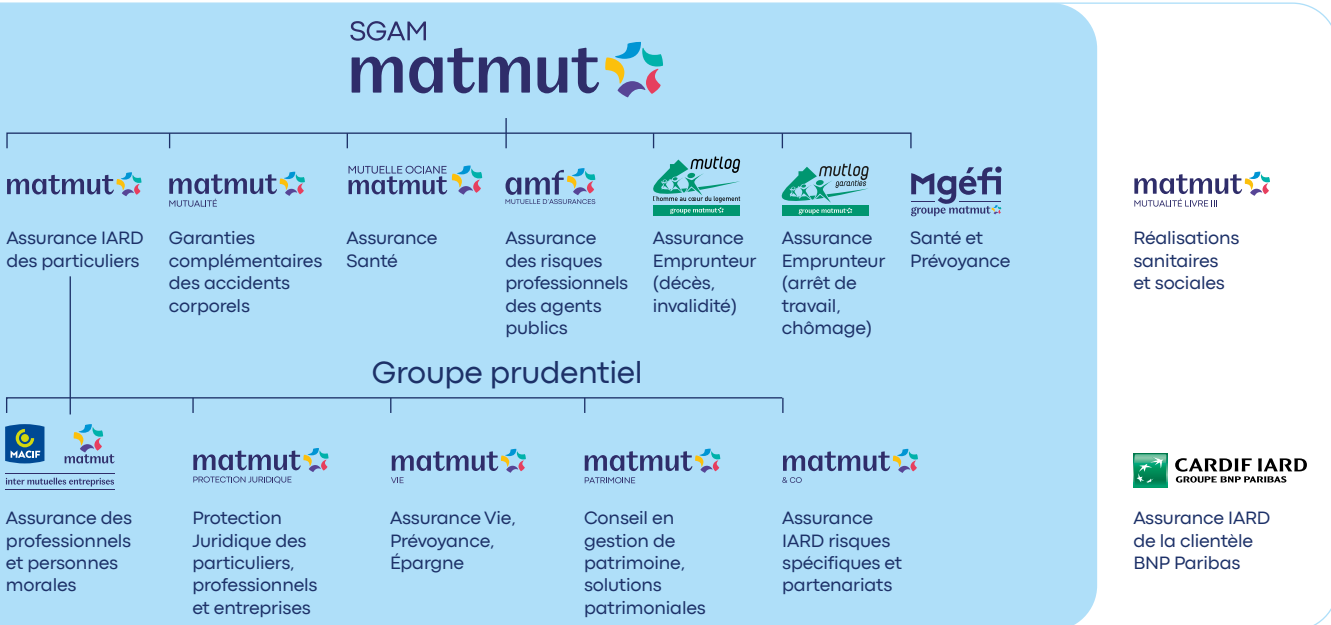 SGAM
matmut
matmut
Assurance IARD
des particuliers
matmut
MUTUALITÉ
Garanties
complémentaires
des accidents
corporels
MUTUELLE OCIANE
matmut
Assurance
Santé
amf
MUTUELLE D'ASSURANCES
Assurance
des risques
professionnels
des agents
publics
mutlog
l'homme au cœur du logement
groupe matmut
Assurance
Emprunteur
(décès,
invalidité)
mutlog
garanties
groupe matmut
Assurance
Emprunteur
(arrêt de
travail,
chômage)
Mgéfi
groupe matmut
Santé et
Prévoyance
matmut
MUTUALITÉ LIVRE III
Réalisations
sanitaires
et sociales
Groupe prudentiel
MACIF
matmut
inter mutuelles entreprises
Assurance des
professionnels
et personnes
morales
matmut
PROTECTION JURIDIQUE
Protection
Juridique des
particuliers,
professionnels
et entreprises
matmut
VIE
Assurance Vie,
Prévoyance,
Épargne
matmut
PATRIMOINE
Conseil en
gestion de
patrimoine,
solutions
patrimoniales
matmut
& CO
Assurance
IARD risques
spécifiques et
partenariats
CARDIF IARD
GROUPE BNP PARIBAS
Assurance IARD
de la clientèle
BNP Paribas